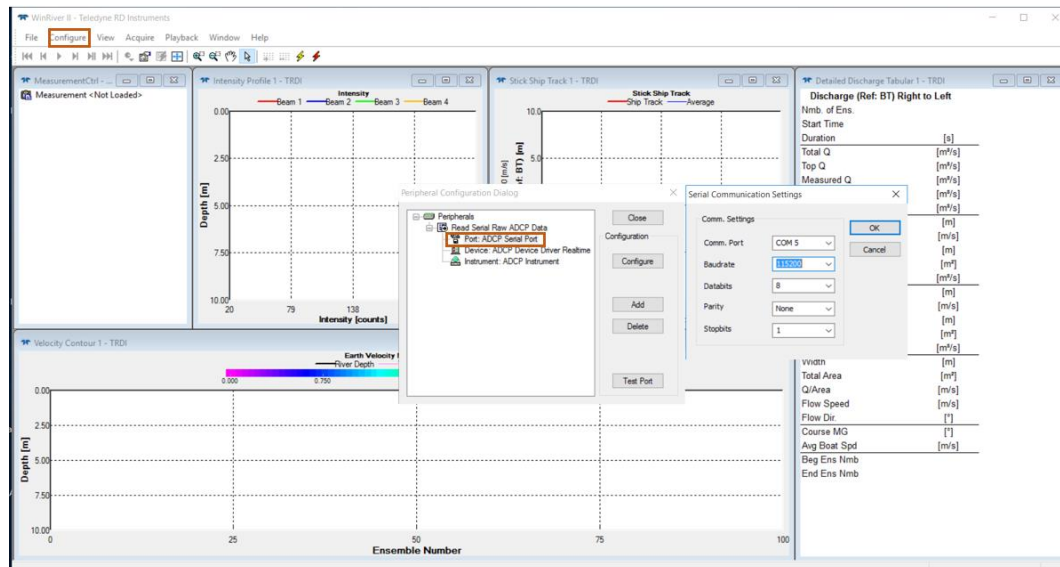 WinRiver II - Teledyne RD Instruments
File Configure View Acquire Playback Window Help
MeasurementCtrl - ...
Measurement <Not Loaded>
Intensity Profile 1 - TRDI
Intensity
Beam 1 Beam 2 Beam 3 Beam 4
0.00
2.50
5.00
7.50
10.00
Depth [m]
20 79 138
Intensity [counts]
Stick Ship Track 1 - TRDI
Stick Ship Track
Ship Track Average
10.0
5.0
BT) [m]
[m/s]
Detailed Discharge Tabular 1 - TRDI
Discharge (Ref: BT) Right to Left
Nmb. of Ens.
Start Time
Duration [s]
Total Q [m³/s]
Top Q [m³/s]
Measured Q [m³/s]
[m³/s]
[m³/s]
[m]
[m/s]
[m]
[m²]
[m³/s]
[m]
[m/s]
[m]
[m²]
[m³/s]
Width [m]
Total Area [m²]
Q/Area [m/s]
Flow Speed [m/s]
Flow Dir. [°]
Course MG [°]
Avg Boat Spd [m/s]
Beg Ens Nmb
End Ens Nmb
Peripheral Configuration Dialog
Peripherals
Read Serial Raw ADCP Data
Port: ADCP Serial Port
Device: ADCP Device Driver Realtime
Instrument: ADCP Instrument
Close
Configuration
Configure
Add
Delete
Test Port
Serial Communication Settings
Comm. Settings
Comm. Port COM 5
Baudrate 115200
Databits 8
Parity None
Stopbits 1
OK
Cancel
Velocity Contour 1 - TRDI
Earth Velocity
River Depth
0.000 0.750
0.00
2.50
5.00
7.50
10.00
Depth [m]
0 25 50 75 100
Ensemble Number